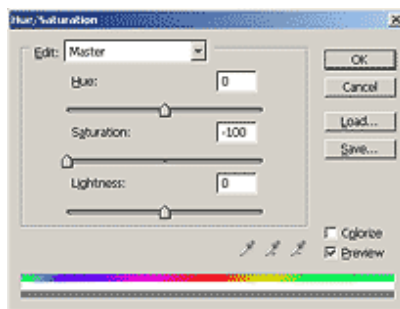 Hue/Saturation
Edit: Master
OK
Hue: 0
Cancel
Saturation: -100
Load...
Save...
Lightness: 0
Colorize
Preview